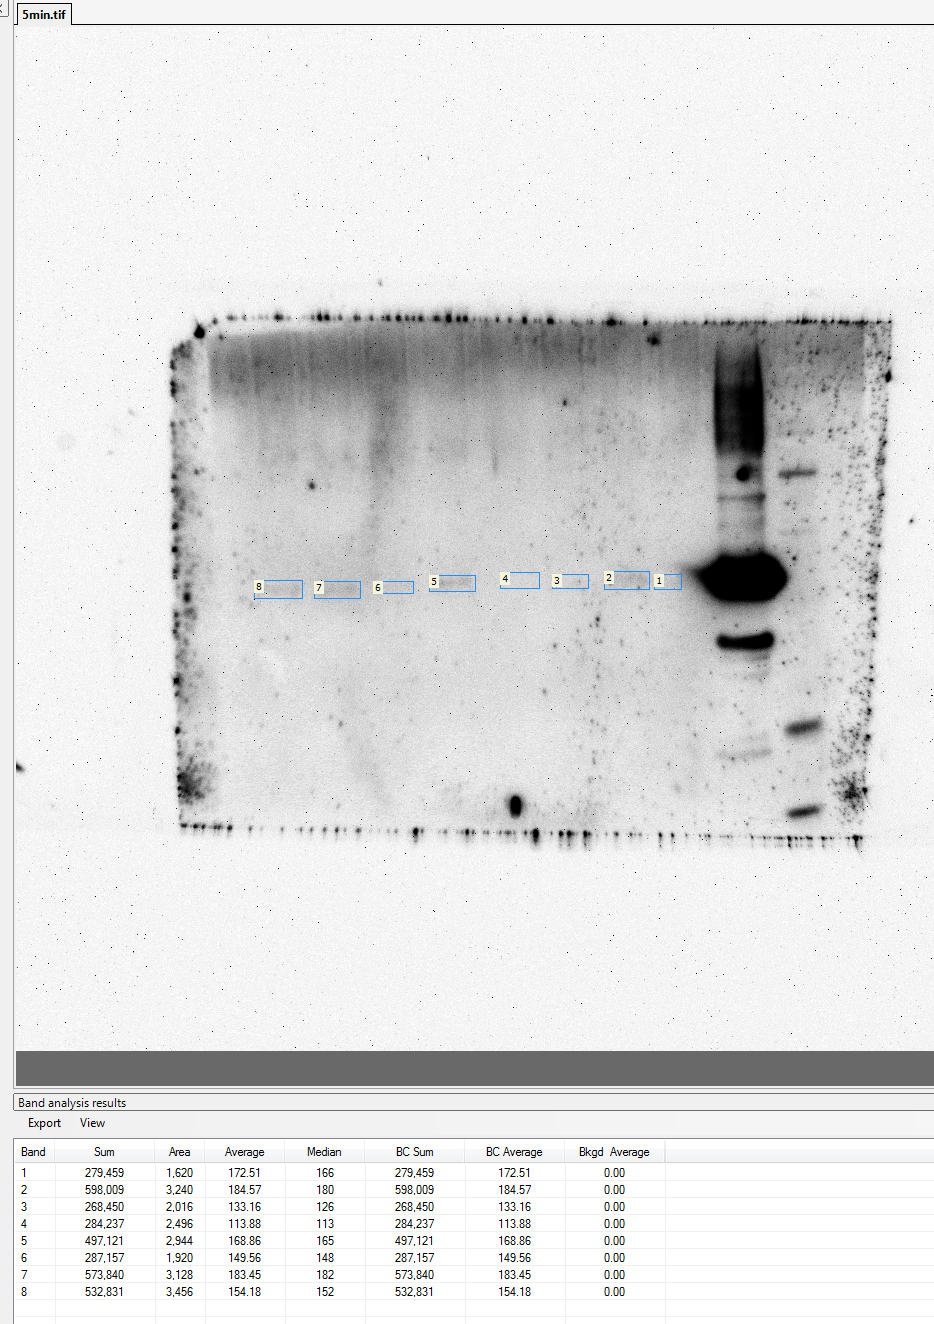 5min.tif
8 7 6 5 4 3 2 1
Band analysis results
Export View
Band Sum Area Average Median BC Sum BC Average Bkgd Average
1 279,459 1,620 172.51 166 279,459 172.51 0.00
2 598,009 3,240 184.57 180 598,009 184.57 0.00
3 268,450 2,016 133.16 126 268,450 133.16 0.00
4 284,237 2,496 113.88 113 284,237 113.88 0.00
5 497,121 2,944 168.86 165 497,121 168.86 0.00
6 287,157 1,920 149.56 148 287,157 149.56 0.00
7 573,840 3,128 183.45 182 573,840 183.45 0.00
8 532,831 3,456 154.18 152 532,831 154.18 0.00